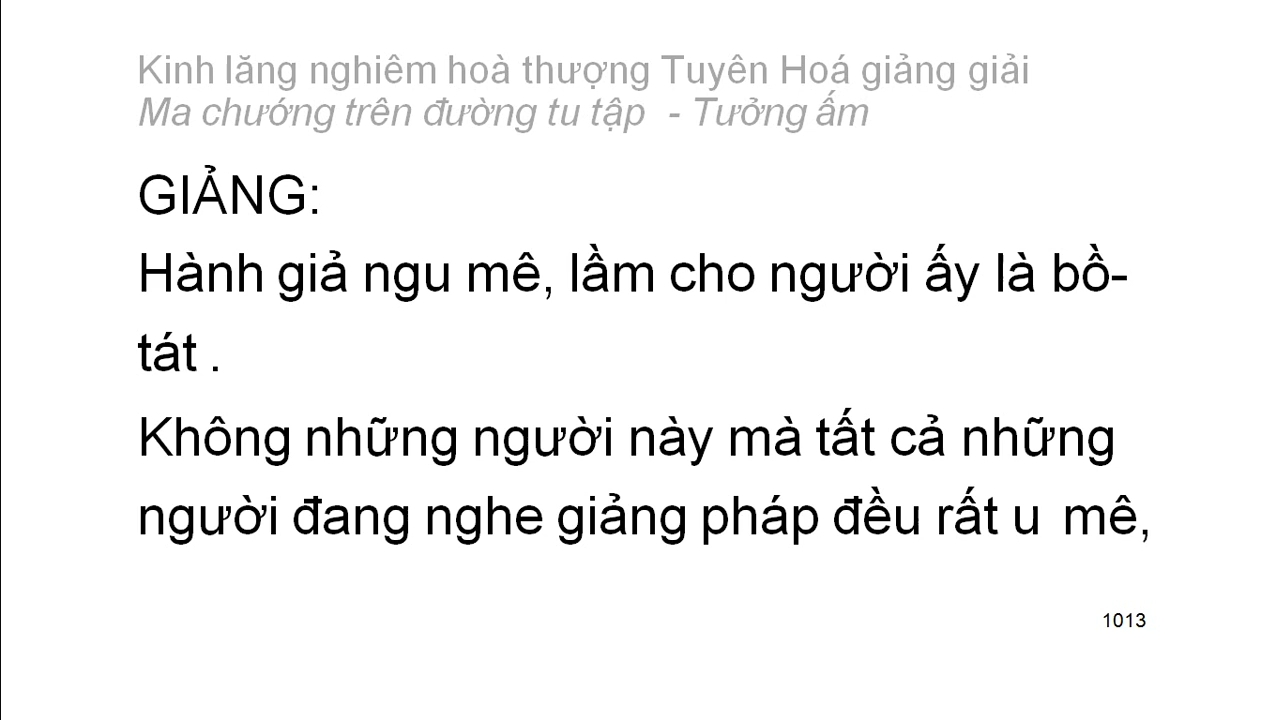 Kinh lăng nghiêm hoà thượng Tuyên Hoá giảng giải
Ma chướng trên đường tu tập - Tưởng ấm
GIẢNG:
Hành giả ngu mê, lầm cho người ấy là bồ-
tát .
Không những người này mà tất cả những
người đang nghe giảng pháp đều rất u mê,
1013